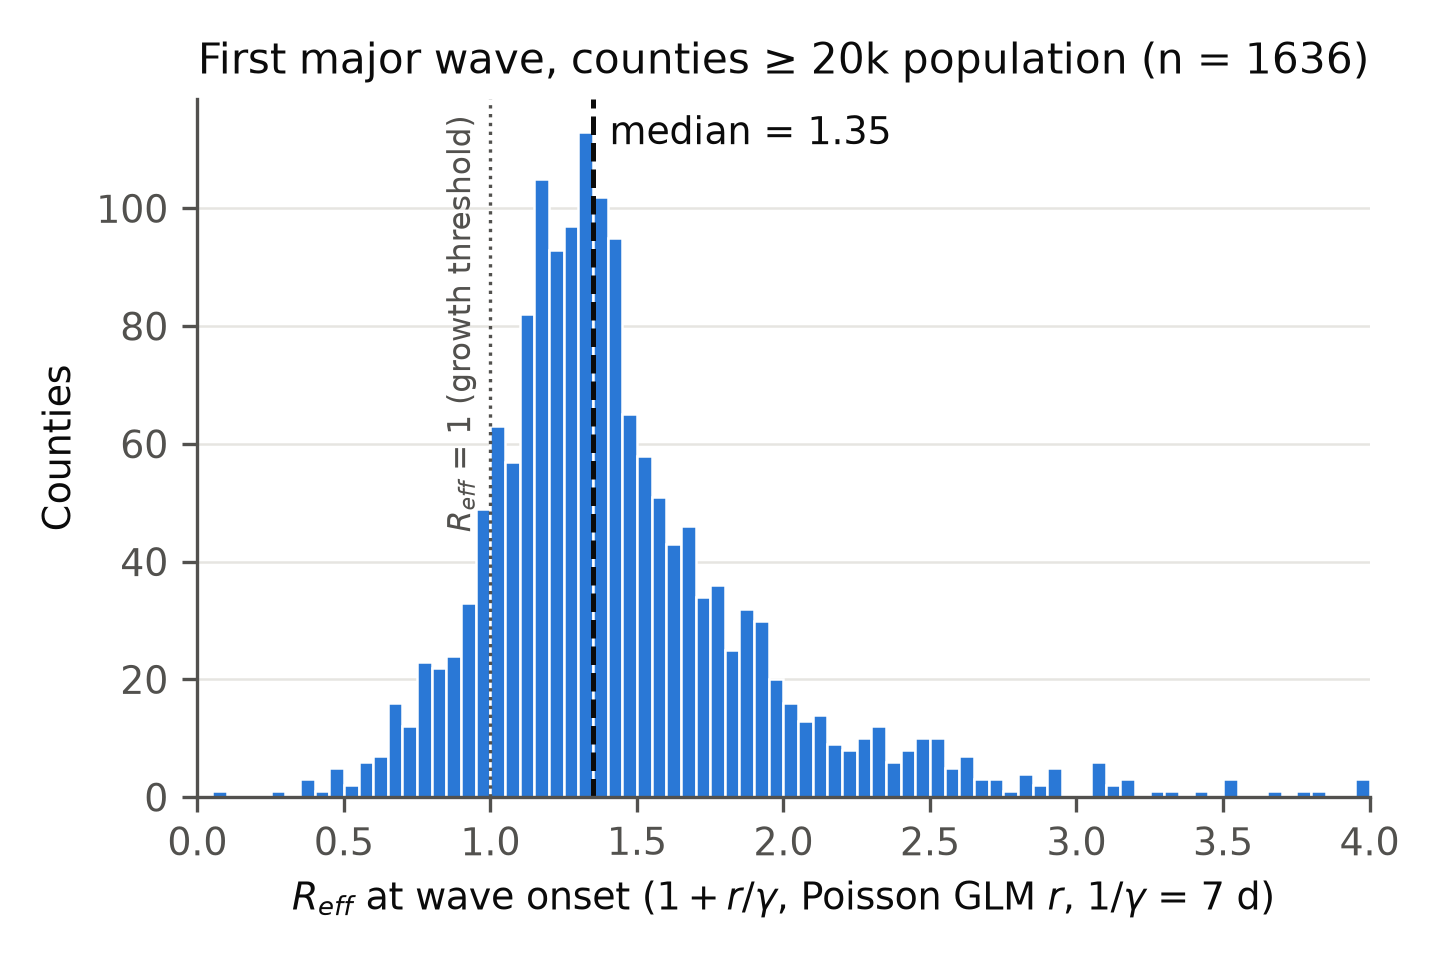 First major wave, counties ≥ 20k population (n = 1636)
median = 1.35
R_eff = 1 (growth threshold)
Counties
100
80
60
40
20
0
0.0 0.5 1.0 1.5 2.0 2.5 3.0 3.5 4.0
R_eff at wave onset (1 + r/γ, Poisson GLM r, 1/γ = 7 d)